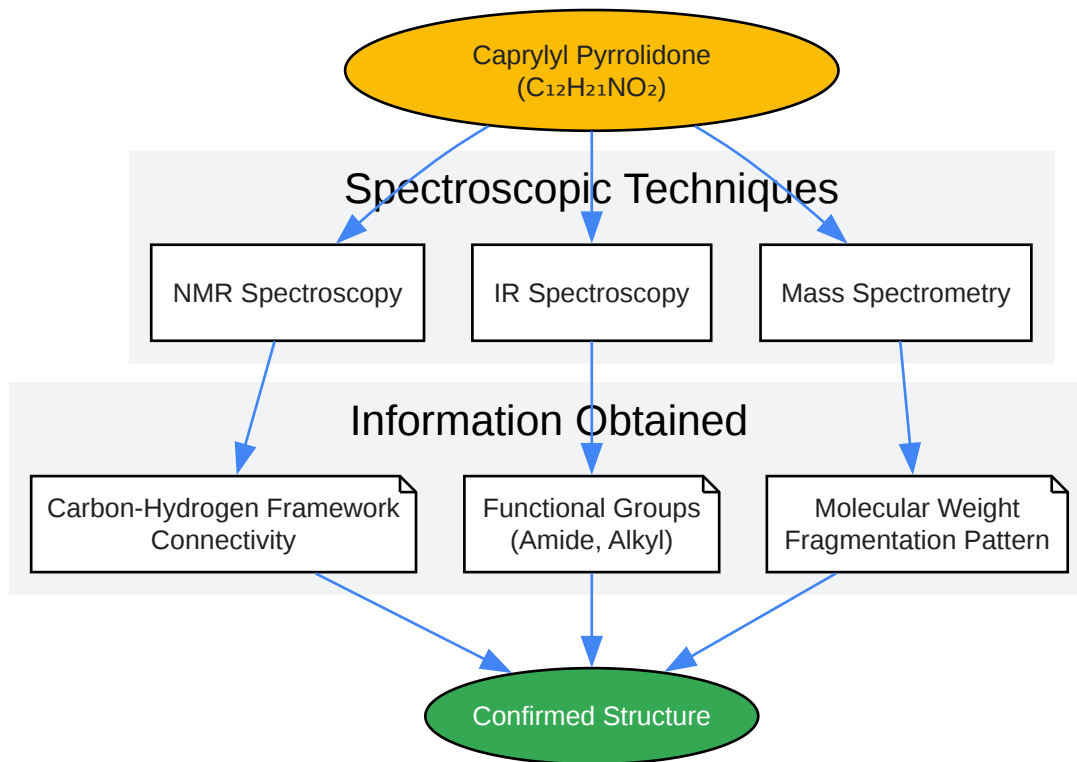 Caprylyl Pyrrolidone
(C₁₂H₂₁NO₂)
Spectroscopic Techniques
NMR Spectroscopy
IR Spectroscopy
Mass Spectrometry
Information Obtained
Carbon-Hydrogen Framework
Connectivity
Functional Groups
(Amide, Alkyl)
Molecular Weight
Fragmentation Pattern
Confirmed Structure